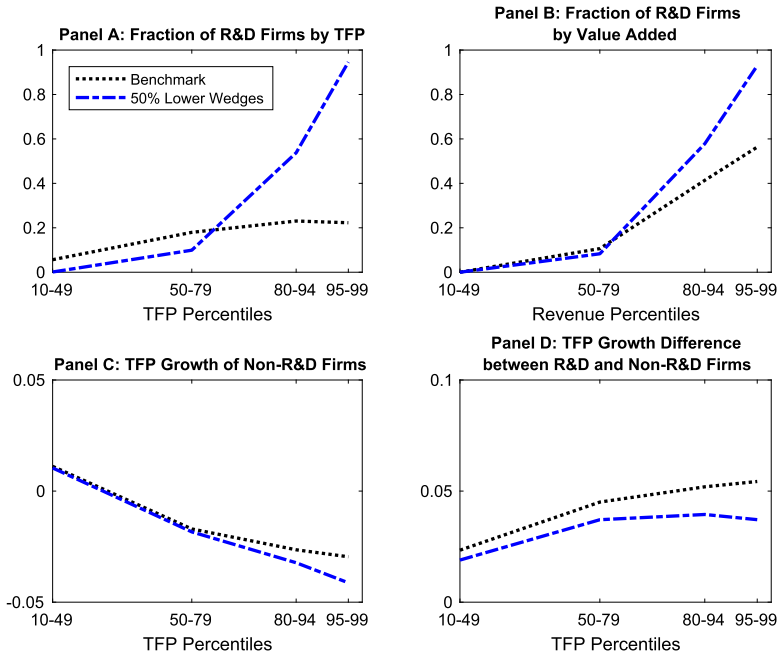 Panel A: Fraction of R&D Firms by TFP
1
0.8
0.6
0.4
0.2
0
Benchmark
50% Lower Wedges
10-49 50-79 80-94 95-99
TFP Percentiles
Panel B: Fraction of R&D Firms
by Value Added
1
0.8
0.6
0.4
0.2
0
10-49 50-79 80-94 95-99
Revenue Percentiles
Panel C: TFP Growth of Non-R&D Firms
0.05
0
-0.05
10-49 50-79 80-94 95-99
TFP Percentiles
Panel D: TFP Growth Difference
between R&D and Non-R&D Firms
0.1
0.05
0
10-49 50-79 80-94 95-99
TFP Percentiles